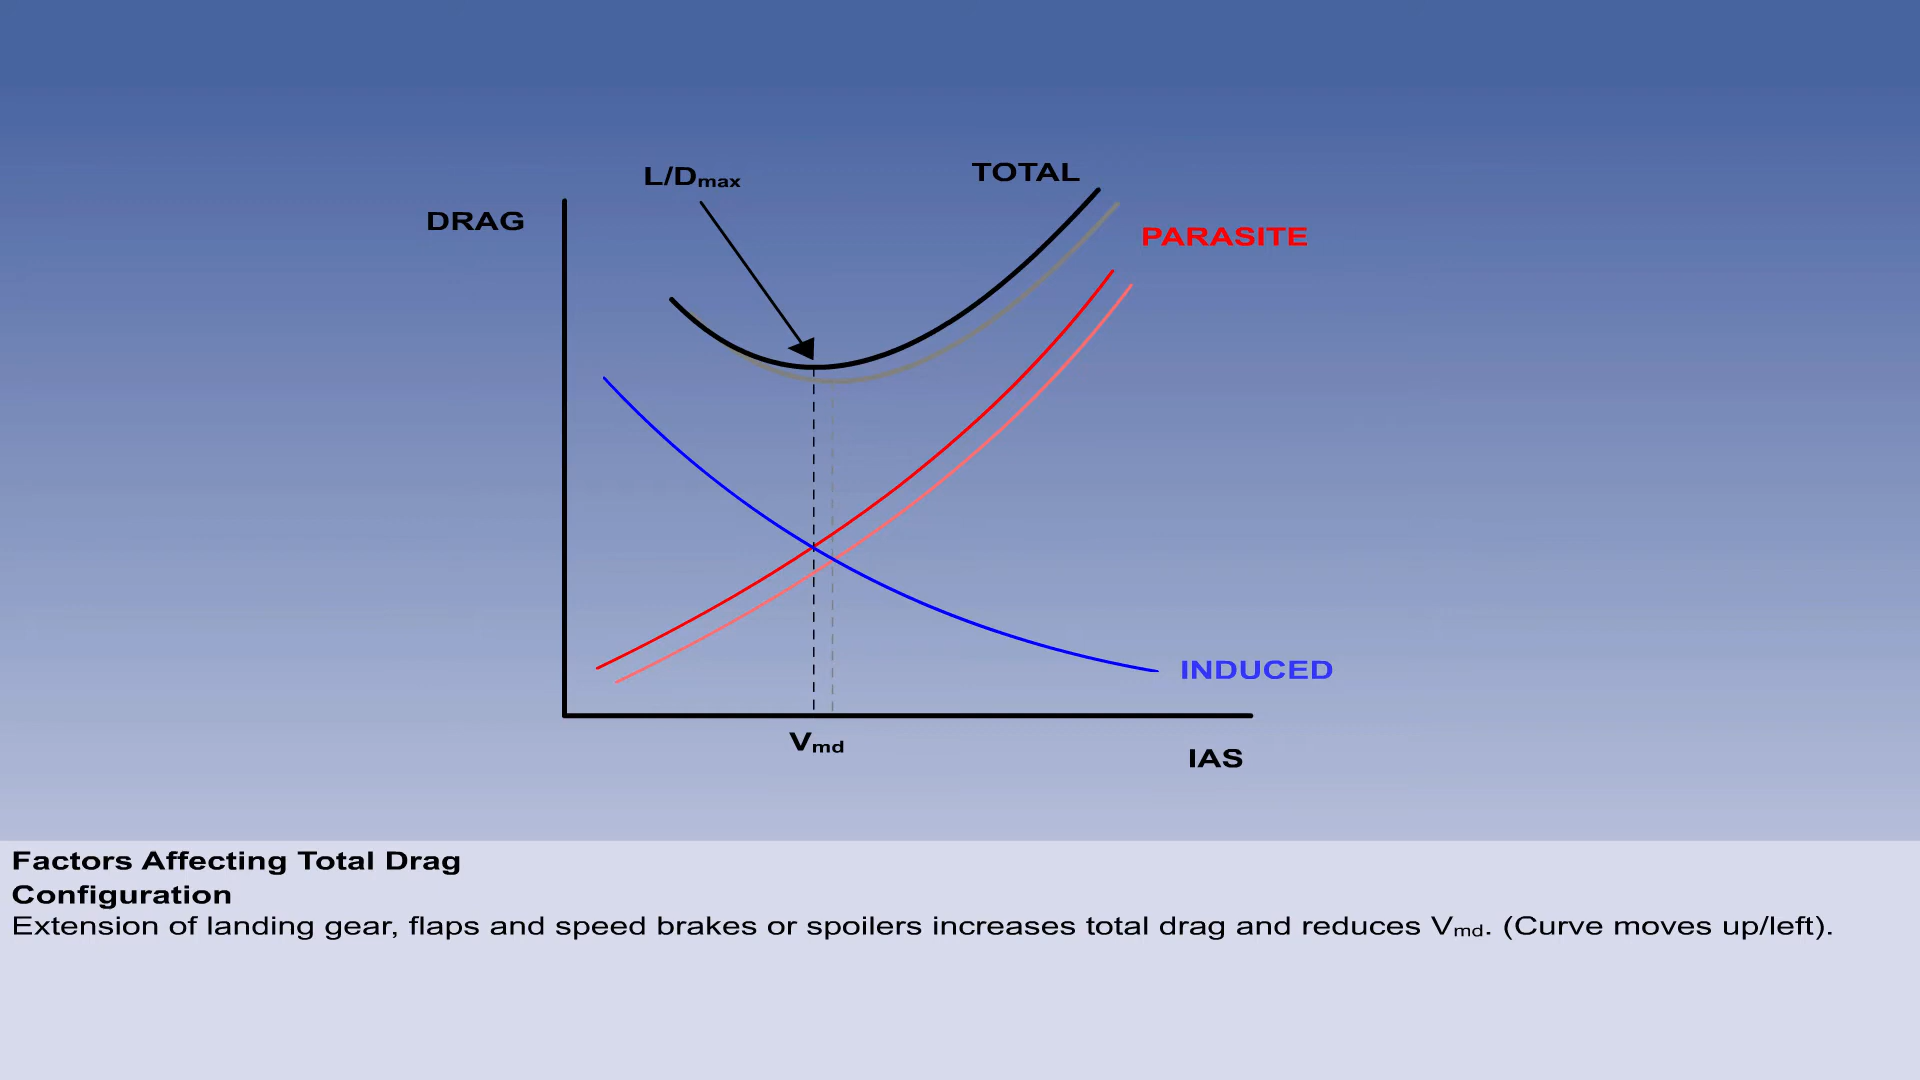 L/Dmax
TOTAL
DRAG
PARASITE
INDUCED
Vmd
IAS
Factors Affecting Total Drag
Configuration
Extension of landing gear, flaps and speed brakes or spoilers increases total drag and reduces Vmd. (Curve moves up/left).